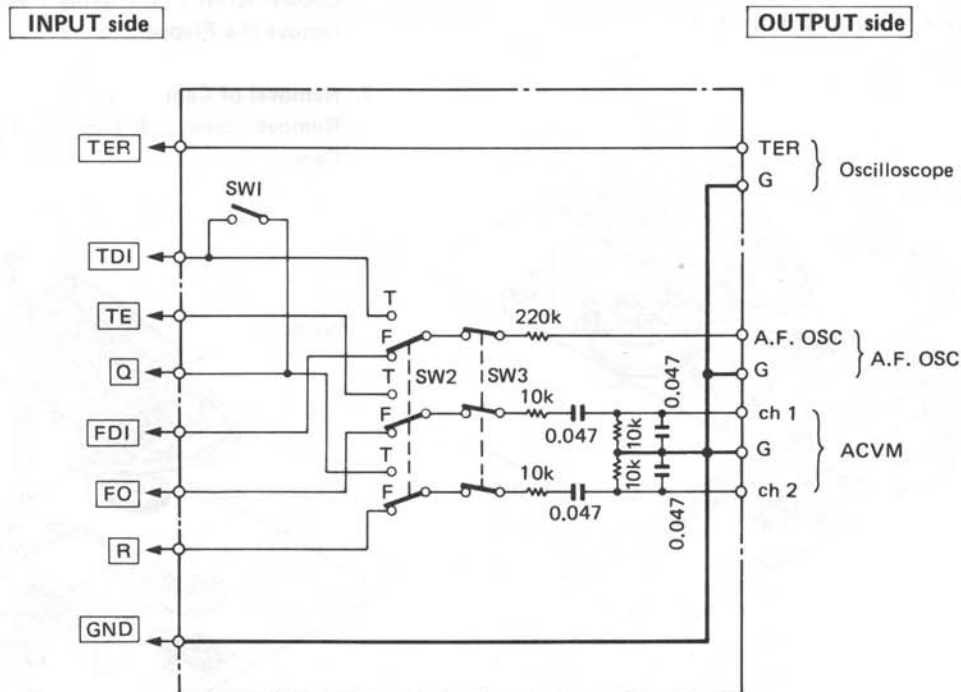 INPUT side
OUTPUT side
TER
TER
G
Oscilloscope
SW1
TDI
T
TE
220k
A.F. OSC
F
Q
T
SW2
SW3
G
A.F. OSC
0.047
10k
ch 1
FDI
F
0.047
10k
G
ACVM
T
10k
10k
FO
F
ch 2
0.047
0.047
R
GND